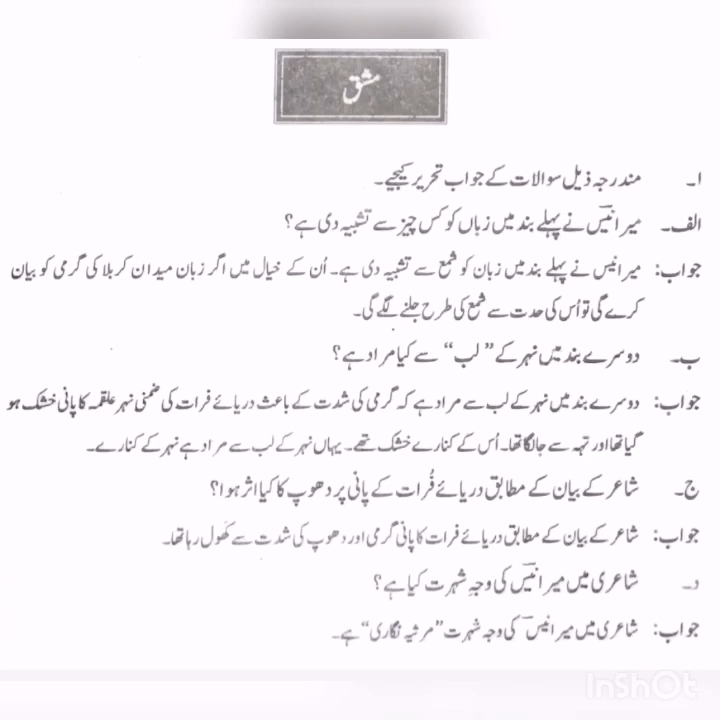 مشق
ا۔ مندرجہ ذیل سوالات کے جواب تحریر کیجیے۔
الف۔ میر انیسؔ نے پہلے بند میں زباں کو کس چیز سے تشبیہ دی ہے؟
جواب: میر انیس نے پہلے بند میں زبان کو شمع سے تشبیہ دی ہے۔ اُن کے خیال میں اگر زبان میدان کربلا کی گرمی کو بیان
کرے گی تو اُس کی حدت سے شمع کی طرح جلنے لگے گی۔
ب۔ دوسرے بند میں نہر کے ”لب“ سے کیا مراد ہے؟
جواب: دوسرے بند میں نہر کے لب سے مراد ہے کہ گرمی کی شدت کے باعث دریائے فرات کی ضمنی نہر علقمہ کا پانی خشک ہو
گیا تھا اور تہہ سے جا لگا تھا۔ اُس کے کنارے خشک تھے۔ یہاں نہر کے لب سے مراد ہے نہر کے کنارے۔
ج۔ شاعر کے بیان کے مطابق دریائے فُرات کے پانی پر دھوپ کا کیا اثر ہوا؟
جواب: شاعر کے بیان کے مطابق دریائے فرات کا پانی گرمی اور دھوپ کی شدت سے کَھول رہا تھا۔
د۔ شاعری میں میر انیسؔ کی وجہِ شہرت کیا ہے؟
جواب: شاعری میں میر انیسؔ کی وجہ شہرت ”مرثیہ نگاری“ ہے۔
InShOt